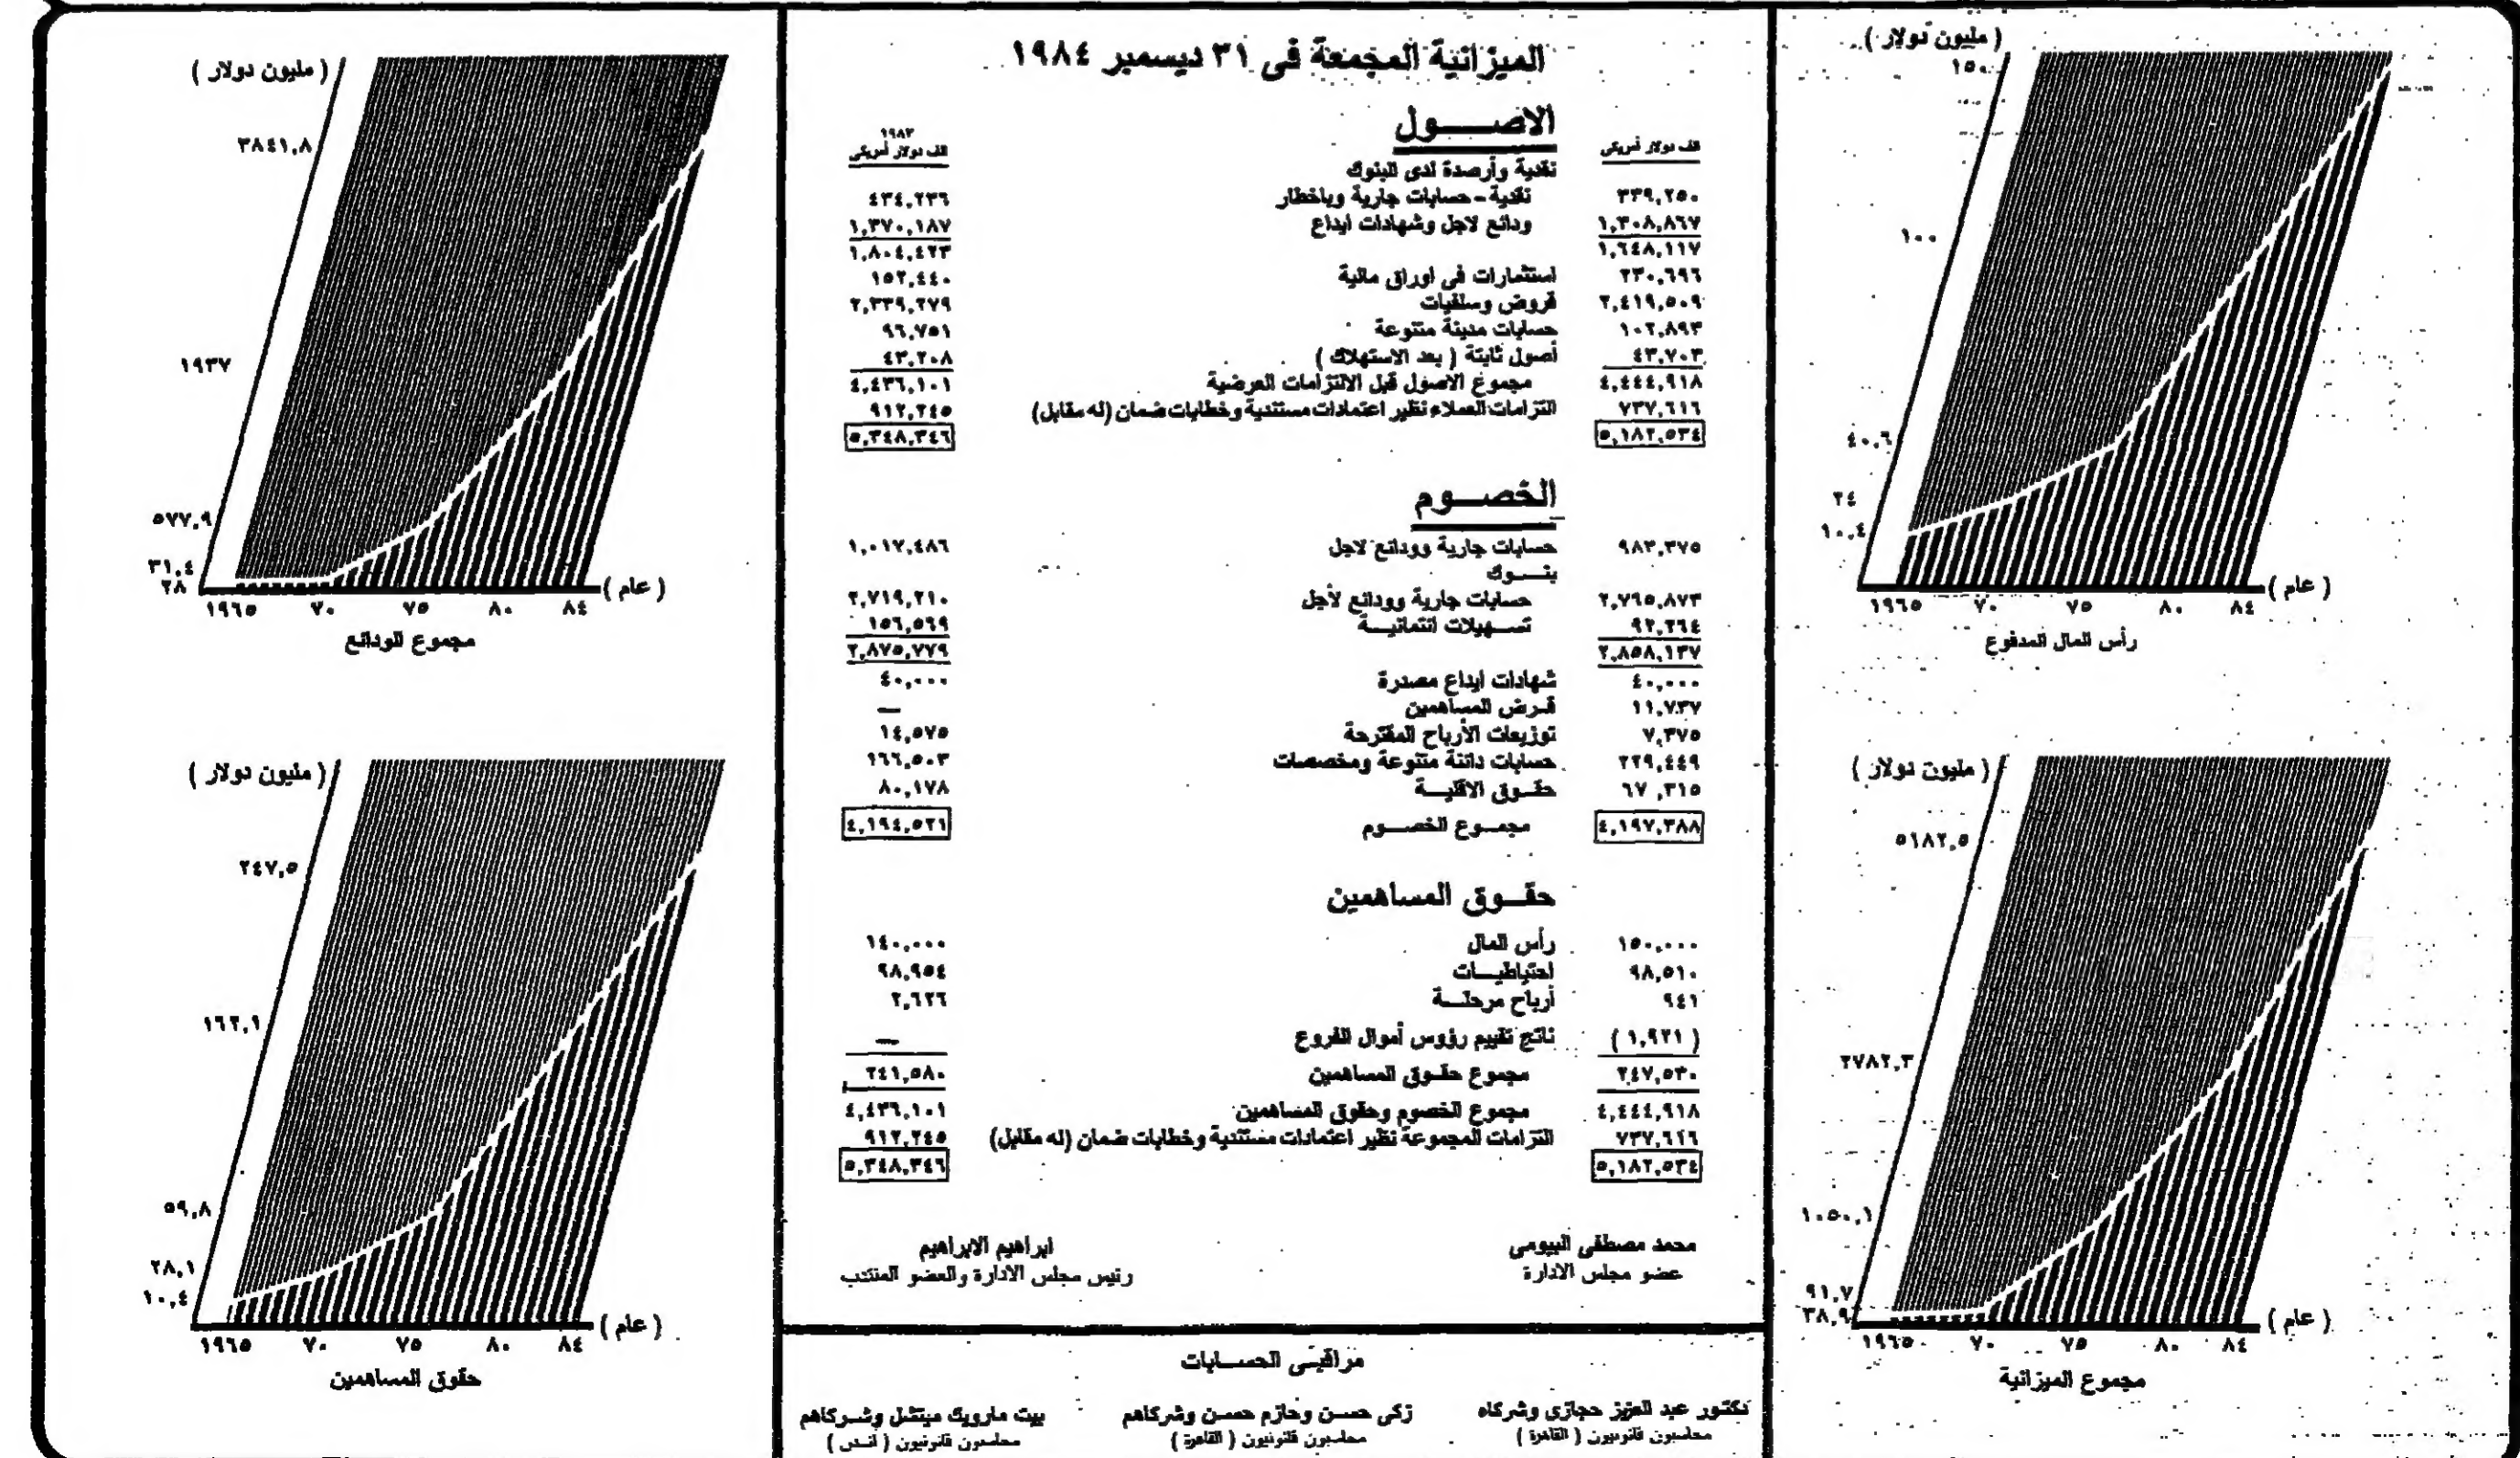 ( مليون دولار )
١٥٠
١٠٠
٤٠,٦
٢٤
١٠,٤
١٩٦٥ ٧٠ ٧٥ ٨٠ ٨٤ ( عام )
رأس المال المدفوع
( مليون دولار )
٥١٨٢,٥
٢٧٨٢,٣
١٠٥٠,١
٩١,٧
٣٨,٩
١٩٦٥ ٧٠ ٧٥ ٨٠ ٨٤ ( عام )
مجموع الميزانية
الميزانية المجمعة فى ٣١ ديسمبر ١٩٨٤
الاصـــول
١٩٨٣
الف دولار أمريكى الف دولار أمريكى
نقدية وأرصدة لدى البنوك
٣٣٩,٢٥٠ نقدية - حسابات جارية وباخطار ٤٣٤,٢٣٦
١,٣٠٨,٨٦٧ ودائع لاجل وشهادات ايداع ١,٣٧٠,١٨٧
١,٦٤٨,١١٧ ١,٨٠٤,٤٢٣
٢٣٠,٦٩٦ استثمارات فى اوراق مالية ١٥٢,٤٤٠
٢,٤١٩,٥٠٩ قروض وسلفيات ٢,٣٣٩,٢٧٩
١٠٢,٨٩٣ حسابات مدينة متنوعة ٩٦,٧٥١
٤٣,٧٠٣ أصول ثابتة ( بعد الاستهلاك ) ٤٣,٢٠٨
٤,٤٤٤,٩١٨ مجموع الاصول قبل الالتزامات العرضية ٤,٤٣٦,١٠١
٧٣٧,٦١٦ التزامات العملاء نظير اعتمادات مستندية وخطابات ضمان (له مقابل) ٩١٢,٢٤٥
٥,١٨٢,٥٣٤ ٥,٣٤٨,٣٤٦
الخصـــوم
٩٨٣,٣٧٥ حسابات جارية وودائع لاجل ١,٠١٧,٤٨٦
بنـــوك
٢,٧٦٥,٨٧٣ حسابات جارية وودائع لأجل ٢,٧١٩,٢١٠
٩٢,٢٦٤ تسـهيلات ائتمانيـــة ١٥٦,٥٦٩
٢,٨٥٨,١٣٧ ٢,٨٧٥,٧٧٩
٤٠,٠٠٠ شهادات ايداع مصدرة ٤٠,٠٠٠
١١,٧٣٧ قـرض المساهمين —
٧,٣٧٥ توزيعات الأرباح المقترحة ١٤,٥٧٥
٢٢٩,٤٤٩ حسابات دائنة متنوعة ومخصصات ١٦٦,٥٠٣
٦٧,٣١٥ حقـــوق الاقليـــة ٨٠,١٧٨
٤,١٩٧,٣٨٨ مجمـــوع الخصـــوم ٤,١٩٤,٥٢١
حقـــوق المساهمين
١٥٠,٠٠٠ رأس المال ١٤٠,٠٠٠
٩٨,٥١٠ احتياطيـــات ٩٨,٩٥٤
٩٤١ أرباح مرحلـــة ٢,٦٢٦
( ١,٩٢١ ) ناتج تقييم رؤوس أموال الفروع —
٢٤٧,٥٣٠ مجموع حقـوق المساهمين ٢٤١,٥٨٠
٤,٤٤٤,٩١٨ مجموع الخصوم وحقوق المساهمين ٤,٤٣٦,١٠١
٧٣٧,٦١٦ التزامات المجموعة نظير اعتمادات مستندية وخطابات ضمان (له مقابل) ٩١٢,٢٤٥
٥,١٨٢,٥٣٤ ٥,٣٤٨,٣٤٦
محمد مصطفى البيومى ابراهيم الابراهيم
عضو مجلس الادارة رئيس مجلس الادارة والعضو المنتدب
مراقبـى الحســـابات
دكتور عبد العزيز حجازى وشركاه زكى حســن وحازم حســن وشركاهم بيت مارويك ميتشل وشــركاهم
محاسبون قانونيون ( القاهرة ) محاسبون قانونيون ( القاهرة ) محاسبون قانونيون ( لندن )
( مليون دولار )
٣٨٤١,٨
١٩٣٧
٥٧٧,٩
٣١,٤
٢٨
١٩٦٥ ٧٠ ٧٥ ٨٠ ٨٤ ( عام )
مجموع الودائع
( مليون دولار )
٢٤٧,٥
١٦٢,١
٥٩,٨
٢٨,١
١٠,٤
١٩٦٥ ٧٠ ٧٥ ٨٠ ٨٤ ( عام )
حقوق المساهمين